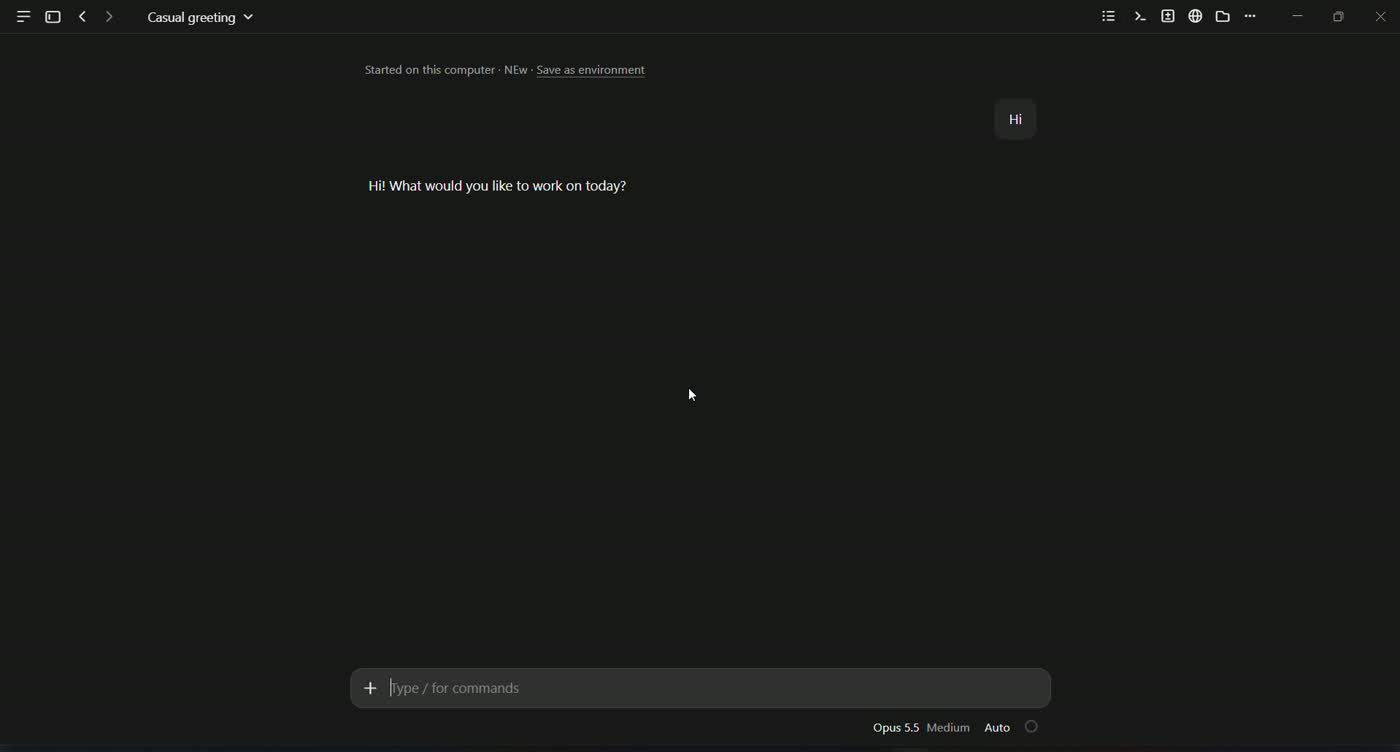 Casual greeting
Started on this computer · NEw · Save as environment
Hi
Hi! What would you like to work on today?
Type / for commands
Opus 5.5 Medium Auto